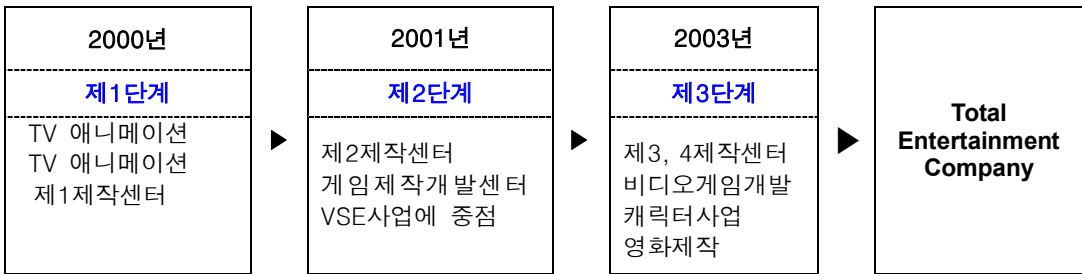 2000년
제1단계
TV 애니메이션
TV 애니메이션
제1제작센터
▶
2001년
제2단계
제2제작센터
게임제작개발센터
VSE사업에 중점
▶
2003년
제3단계
제3, 4제작센터
비디오게임개발
캐릭터사업
영화제작
▶
Total
Entertainment
Company